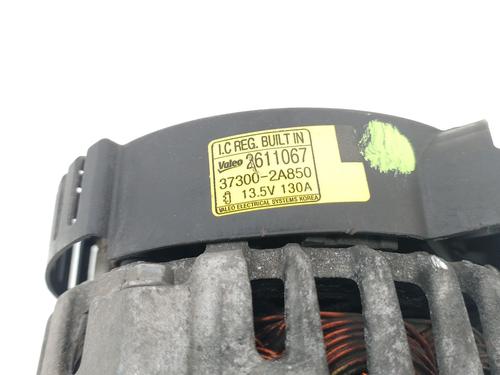 I.C REG. BUILT IN
Valeo 2611067
37300-2A850
13.5V 130A
VALEO ELECTRICAL SYSTEMS KOREA